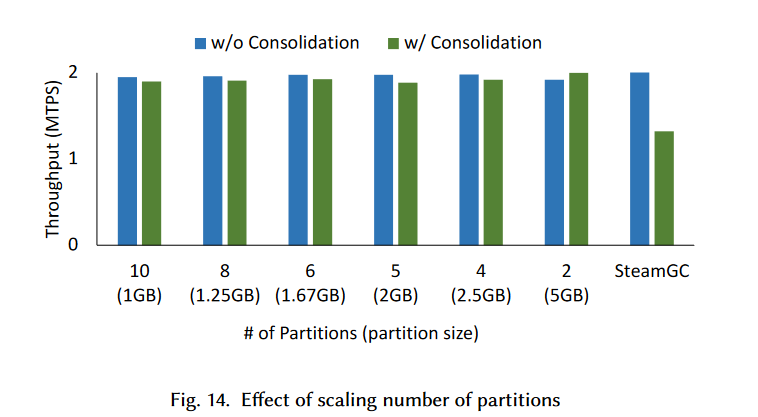 w/o Consolidation w/ Consolidation
Throughput (MTPS)
2
1
0
10 8 6 5 4 2 SteamGC
(1GB) (1.25GB) (1.67GB) (2GB) (2.5GB) (5GB)
# of Partitions (partition size)
Fig. 14. Effect of scaling number of partitions